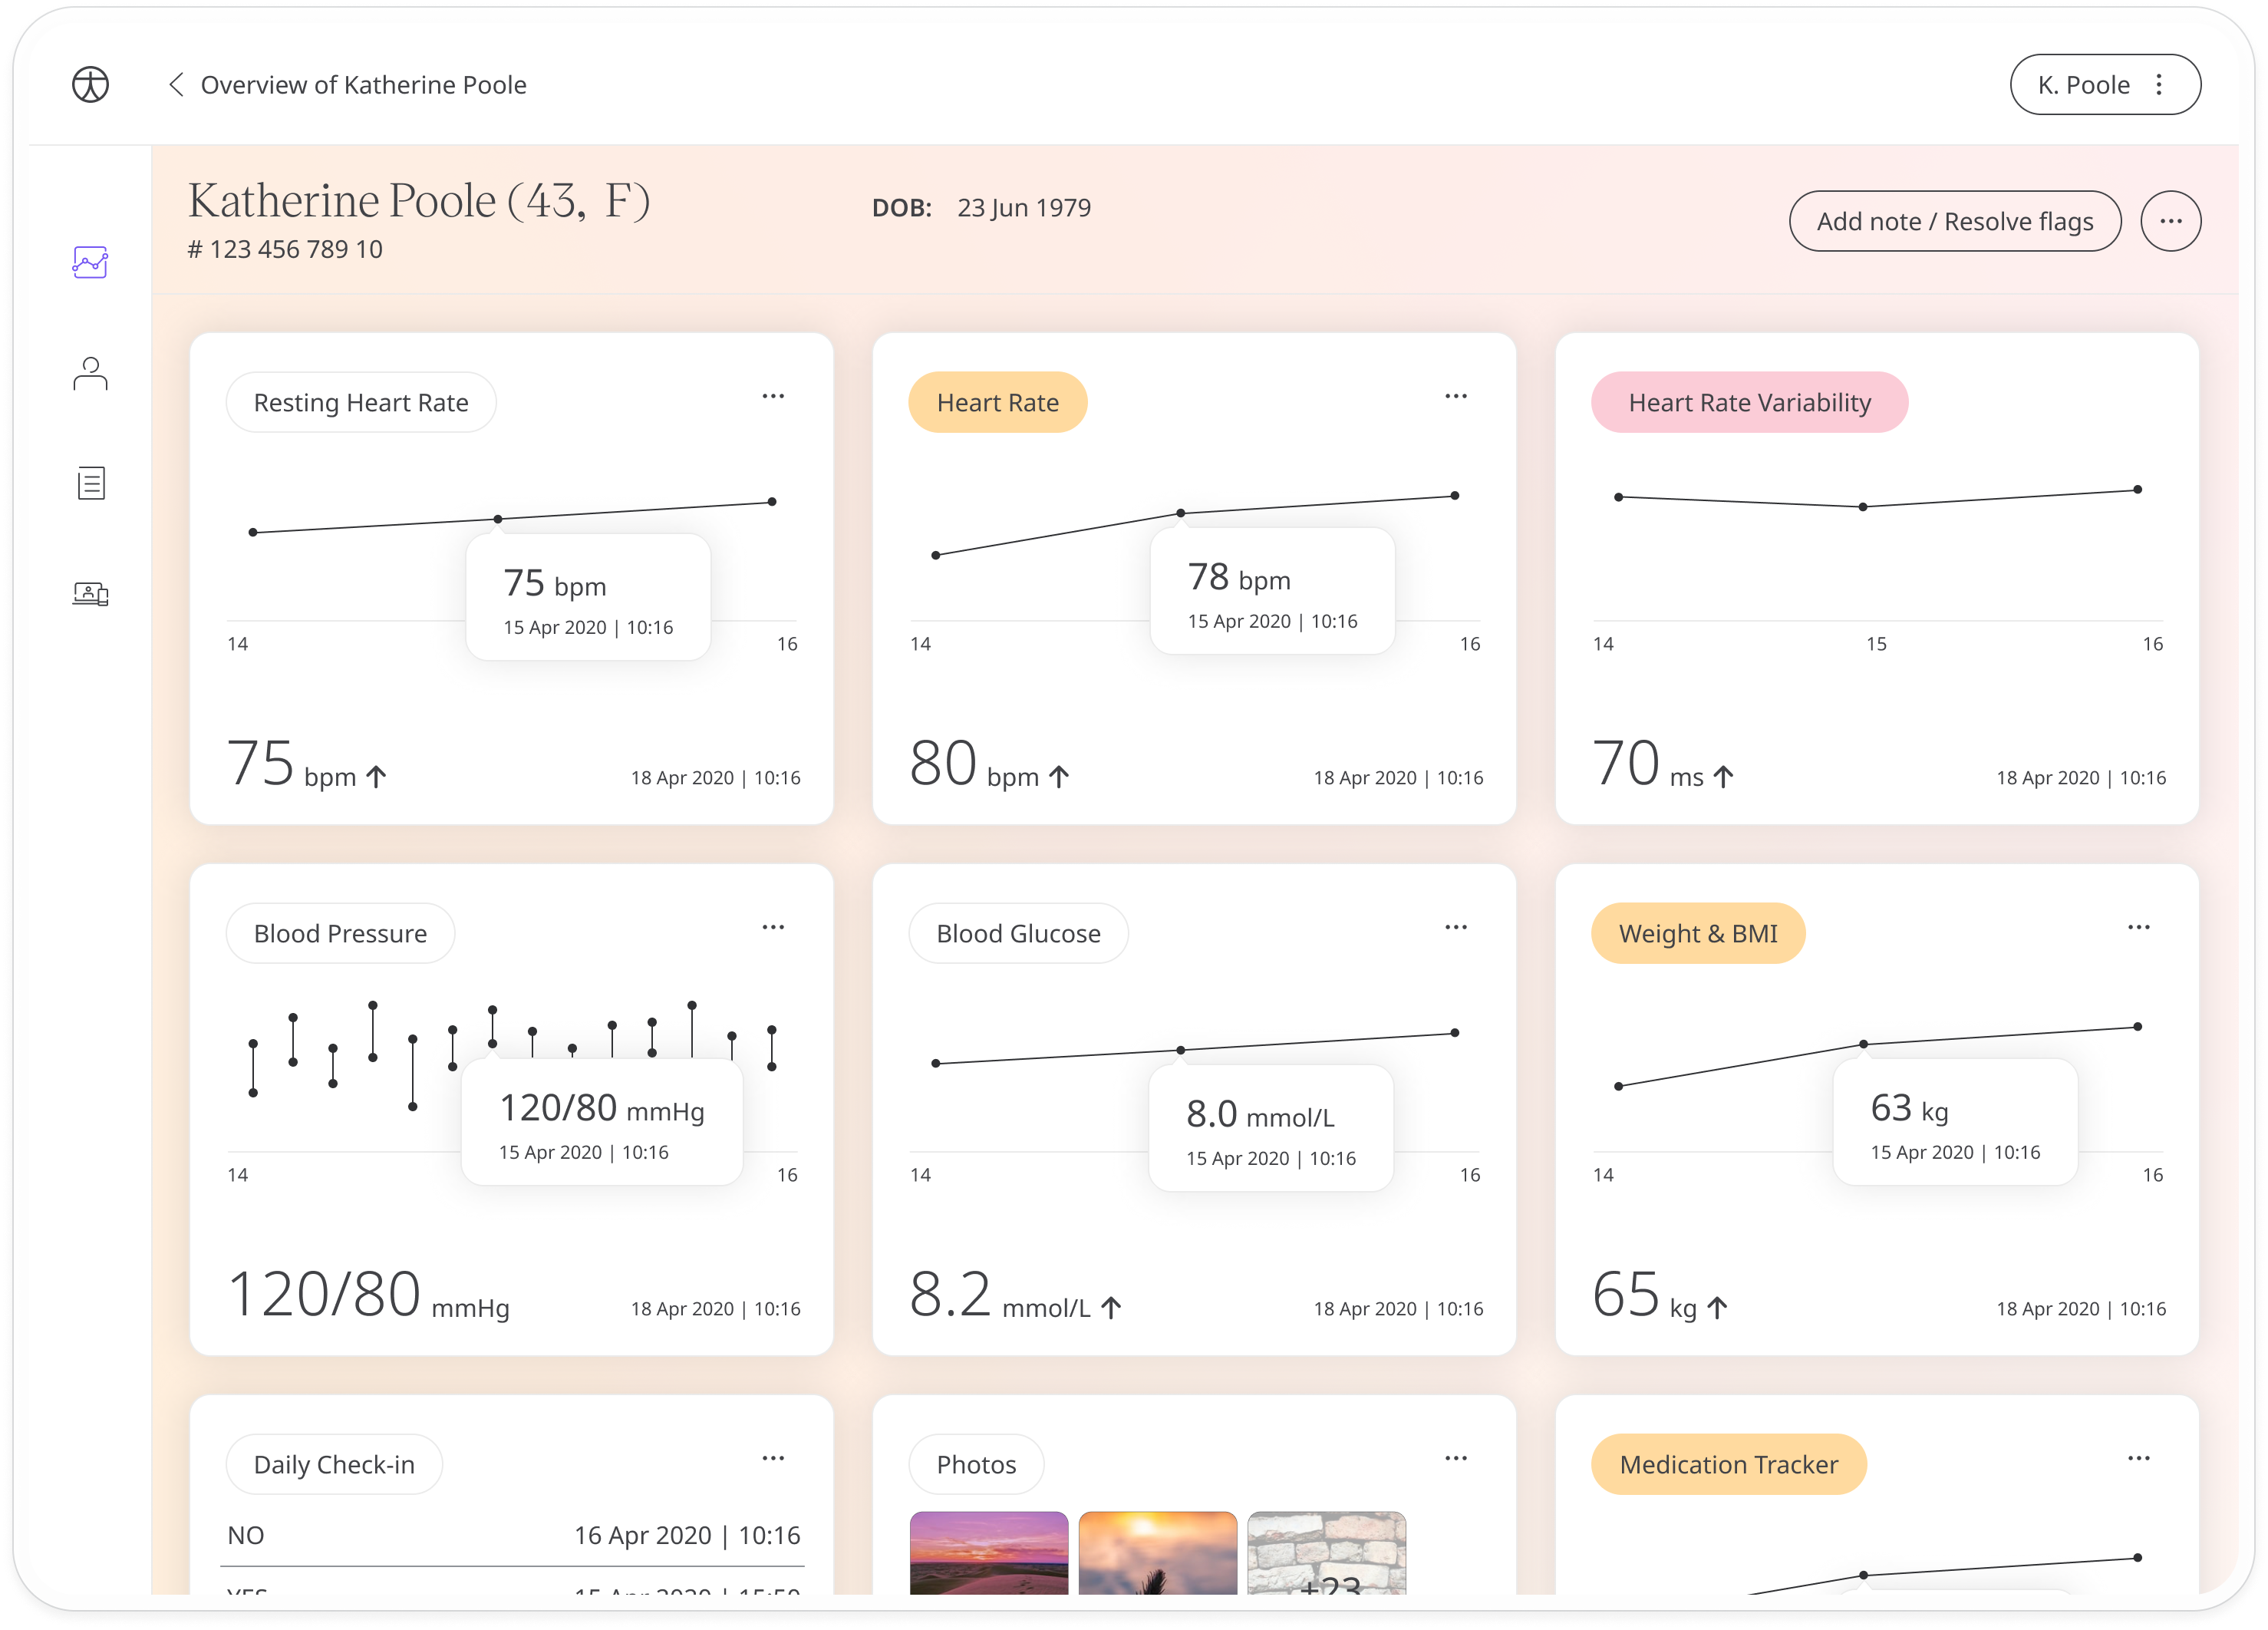 Overview of Katherine Poole
K. Poole
Katherine Poole (43, F)
# 123 456 789 10
DOB: 23 Jun 1979
Add note / Resolve flags
Resting Heart Rate
75 bpm
15 Apr 2020 | 10:16
14
16
75 bpm
18 Apr 2020 | 10:16
Heart Rate
78 bpm
15 Apr 2020 | 10:16
14
16
80 bpm
18 Apr 2020 | 10:16
Heart Rate Variability
14
15
16
70 ms
18 Apr 2020 | 10:16
Blood Pressure
120/80 mmHg
15 Apr 2020 | 10:16
14
16
120/80 mmHg
18 Apr 2020 | 10:16
Blood Glucose
8.0 mmol/L
15 Apr 2020 | 10:16
14
16
8.2 mmol/L
18 Apr 2020 | 10:16
Weight & BMI
63 kg
15 Apr 2020 | 10:16
14
16
65 kg
18 Apr 2020 | 10:16
Daily Check-in
NO
16 Apr 2020 | 10:16
YES
Photos
+23
Medication Tracker